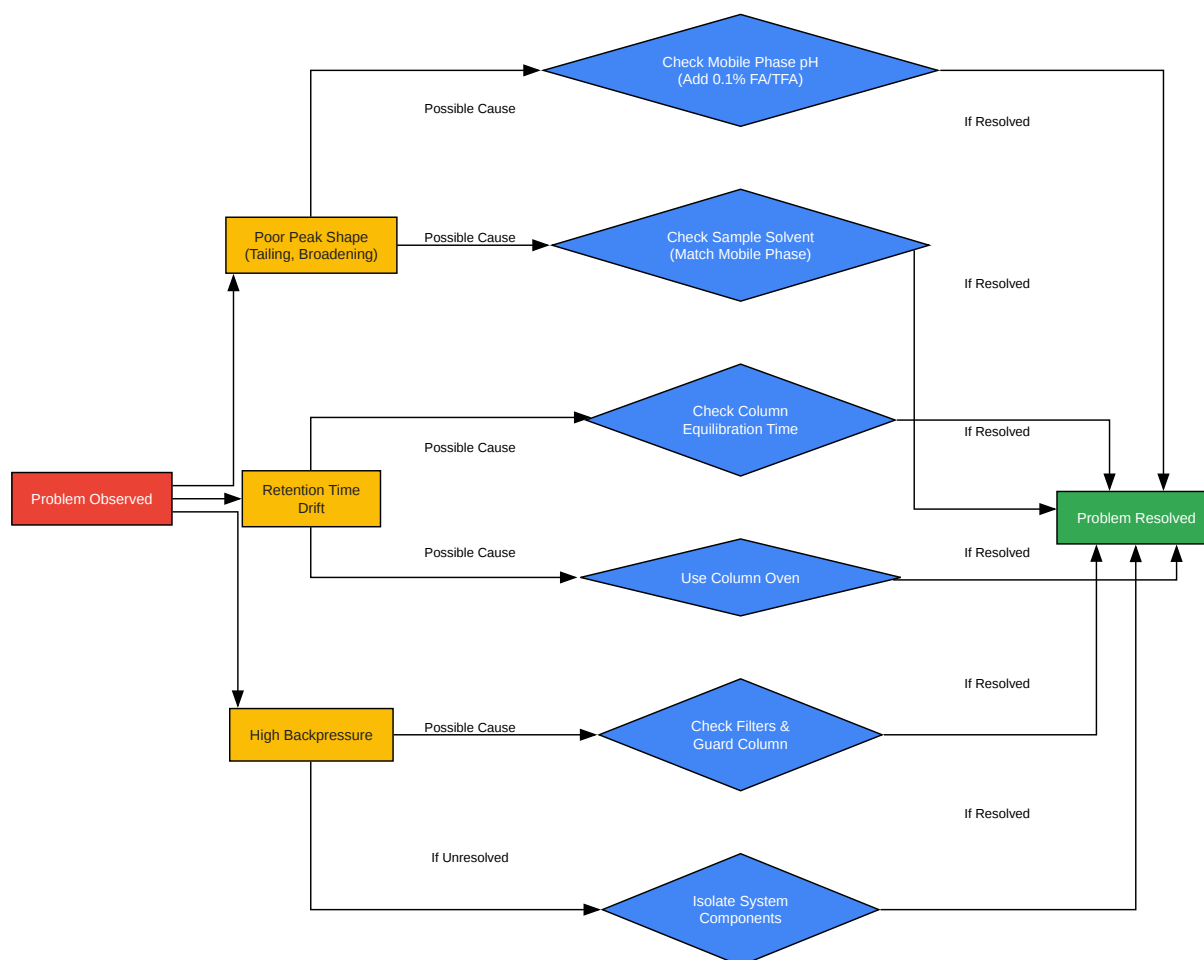 Check Mobile Phase pH
(Add 0.1% FA/TFA)
Possible Cause
If Resolved
Poor Peak Shape
(Tailing, Broadening)
Possible Cause
Check Sample Solvent
(Match Mobile Phase)
If Resolved
Check Column
Equilibration Time
If Resolved
Possible Cause
Problem Observed
Retention Time
Drift
Problem Resolved
Possible Cause
If Resolved
Use Column Oven
If Resolved
High Backpressure
Possible Cause
Check Filters &
Guard Column
If Resolved
If Unresolved
Isolate System
Components